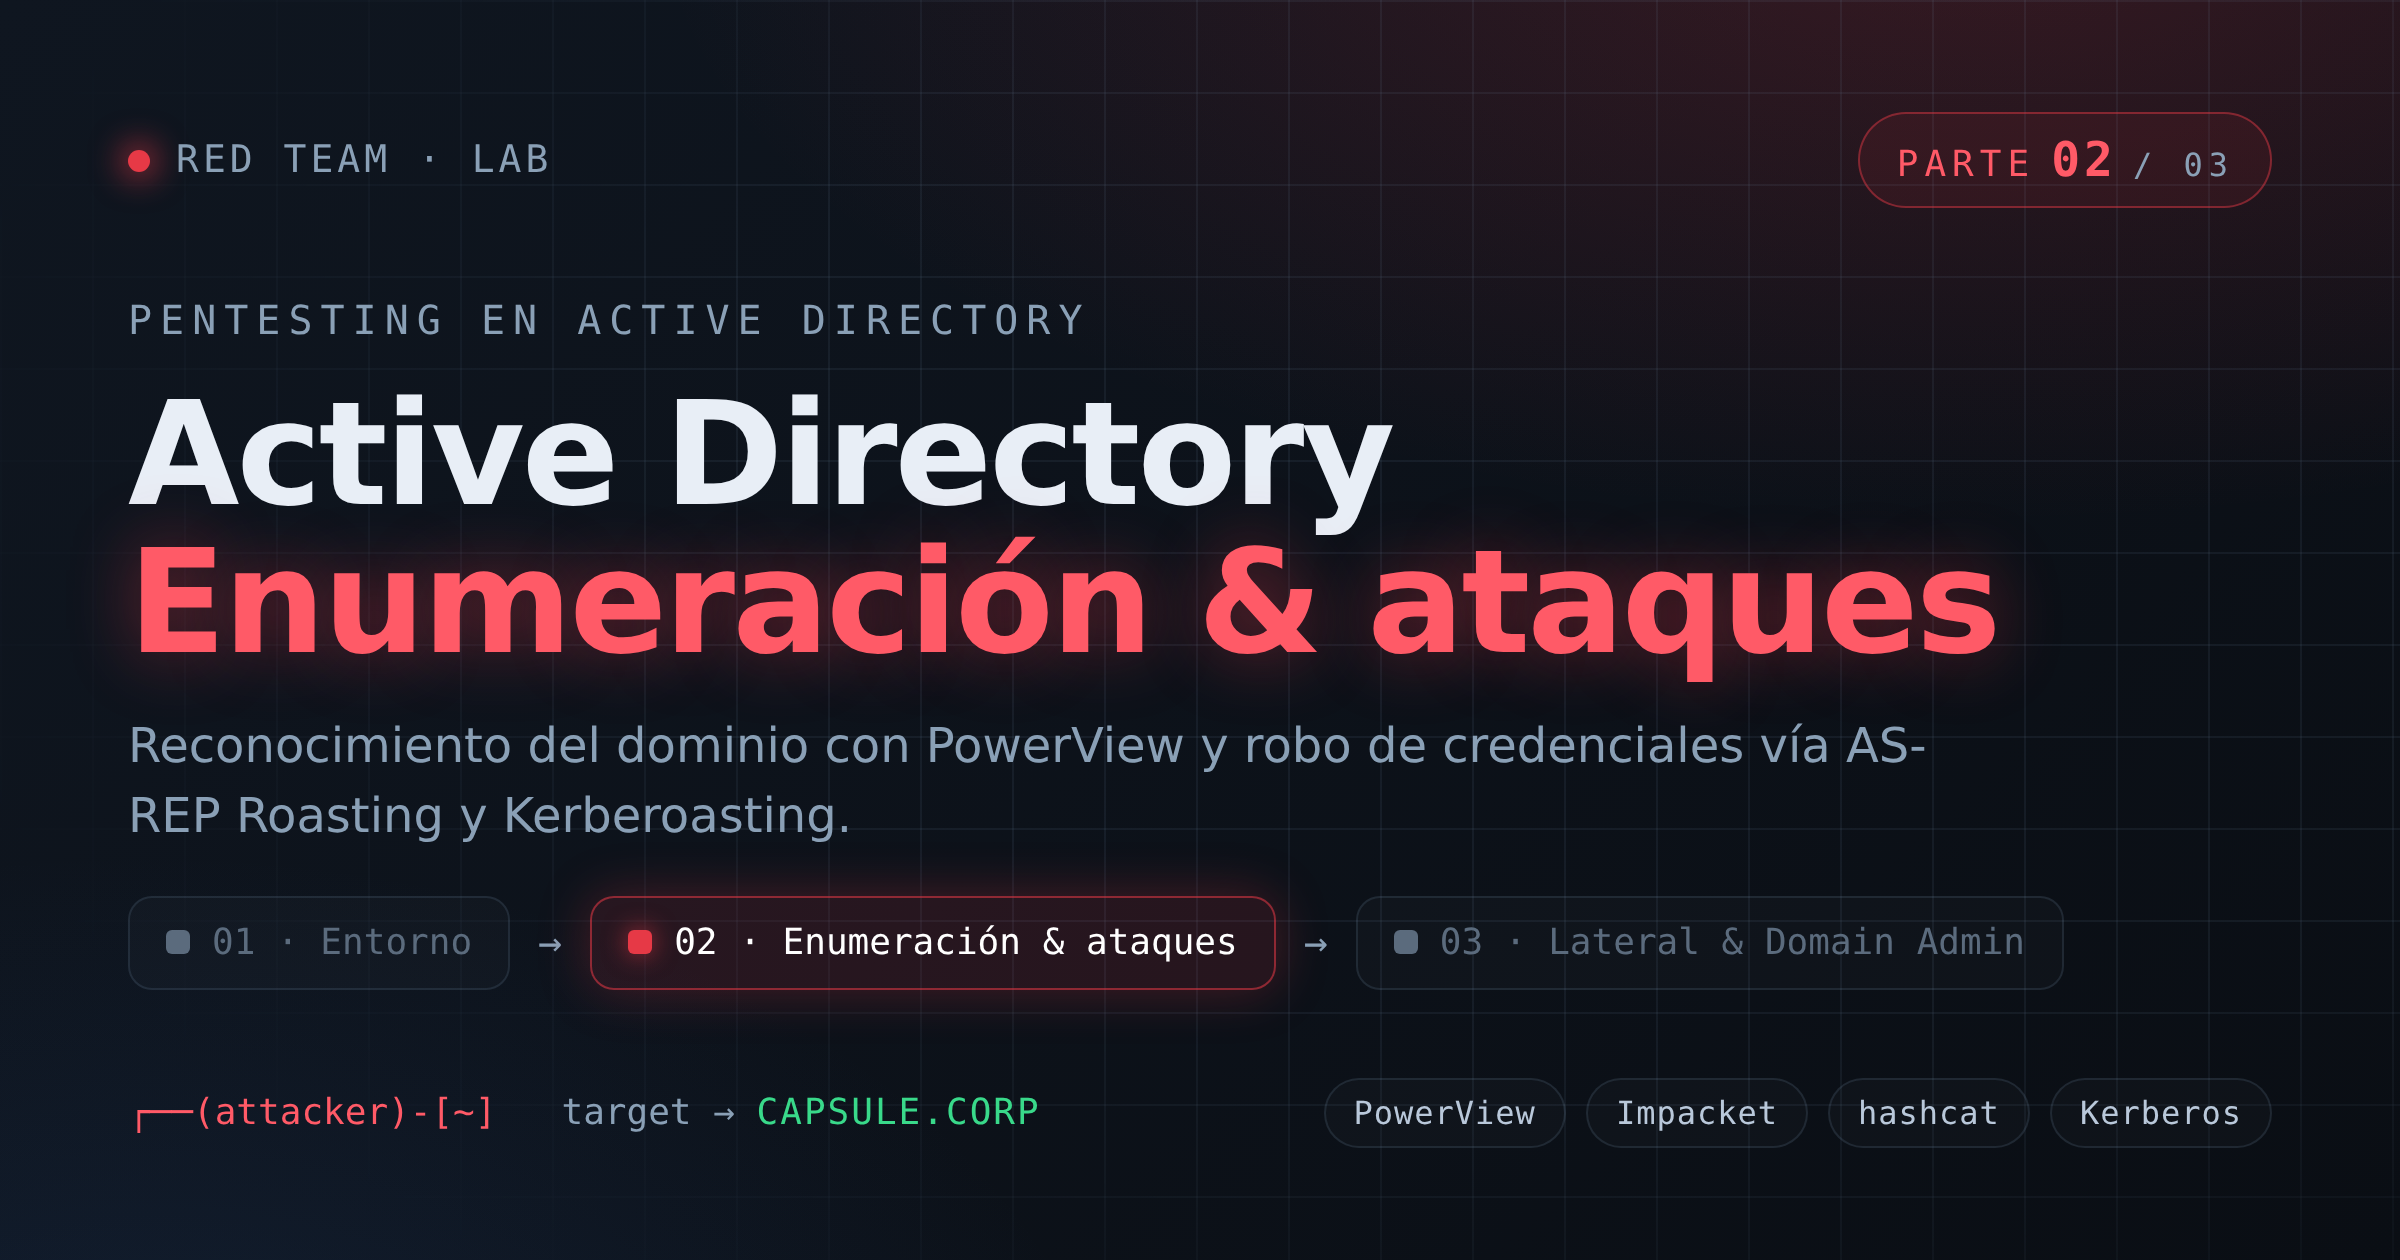 RED TEAM · LAB
PARTE 02 / 03
PENTESTING EN ACTIVE DIRECTORY
Active Directory
Enumeración & ataques
Reconocimiento del dominio con PowerView y robo de credenciales vía AS-
REP Roasting y Kerberoasting.
01 · Entorno → 02 · Enumeración & ataques → 03 · Lateral & Domain Admin
┌──(attacker)-[~] target → CAPSULE.CORP
PowerView Impacket hashcat Kerberos